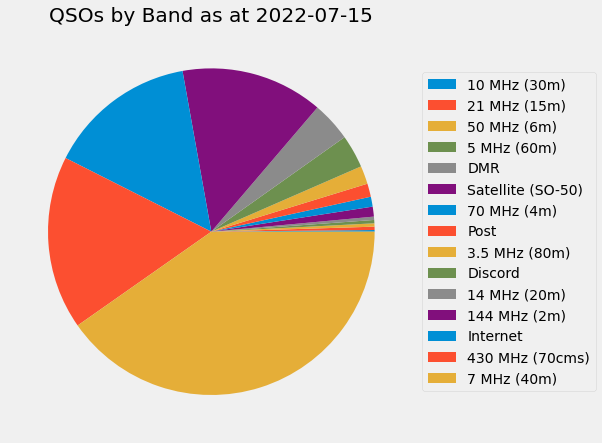 QSOs by Band as at 2022-07-15
10 MHz (30m)
21 MHz (15m)
50 MHz (6m)
5 MHz (60m)
DMR
Satellite (SO-50)
70 MHz (4m)
Post
3.5 MHz (80m)
Discord
14 MHz (20m)
144 MHz (2m)
Internet
430 MHz (70cms)
7 MHz (40m)